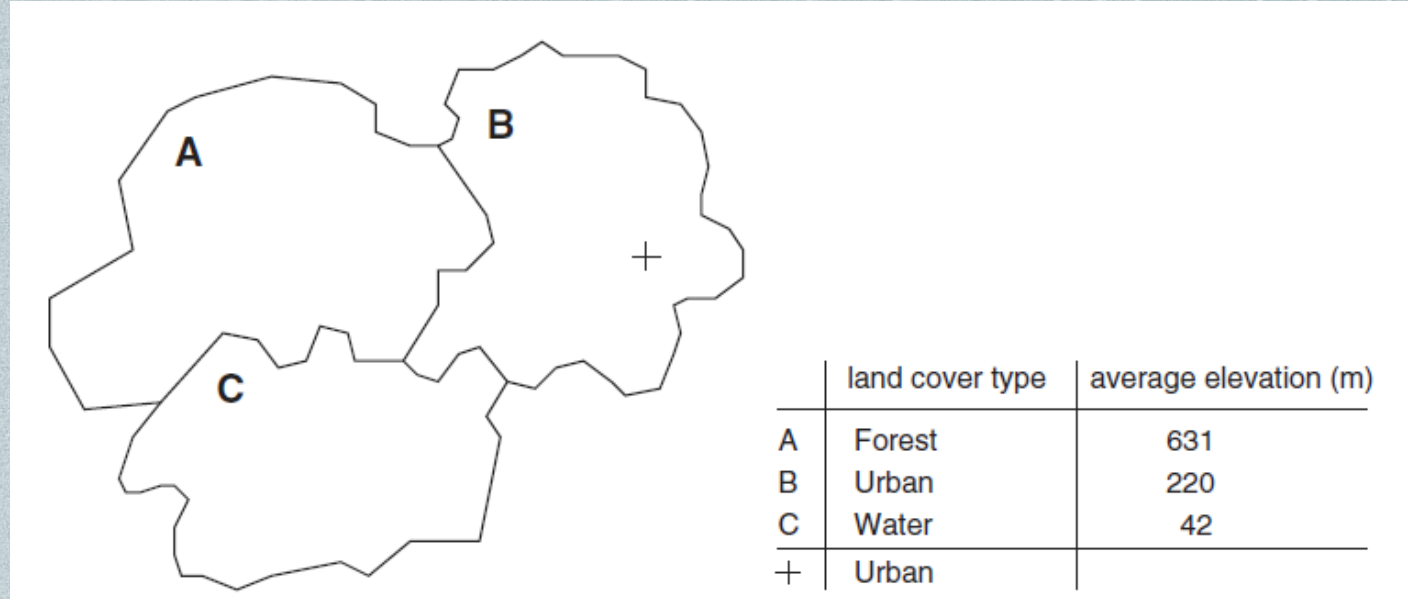 A
B
C
+
land cover type average elevation (m)
A Forest 631
B Urban 220
C Water 42
+ Urban